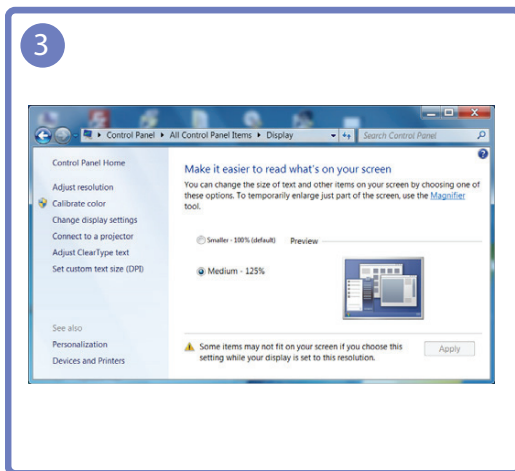 3
Control Panel ▸ All Control Panel Items ▸ Display
Search Control Panel
Control Panel Home
Adjust resolution
Calibrate color
Change display settings
Connect to a projector
Adjust ClearType text
Set custom text size (DPI)
See also
Personalization
Devices and Printers
Make it easier to read what's on your screen
You can change the size of text and other items on your screen by choosing one of
these options. To temporarily enlarge just part of the screen, use the Magnifier
tool.
Smaller - 100% (default)
Preview
Medium - 125%
Some items may not fit on your screen if you choose this
setting while your display is set to this resolution.
Apply